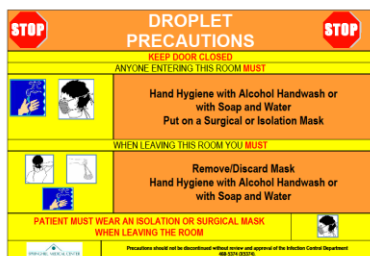 STOP
DROPLET
PRECAUTIONS
STOP
KEEP DOOR CLOSED
ANYONE ENTERING THIS ROOM MUST
Hand Hygiene with Alcohol Handwash or
with Soap and Water
Put on a Surgical or Isolation Mask
WHEN LEAVING THIS ROOM YOU MUST
Remove/Discard Mask
Hand Hygiene with Alcohol Handwash or
with Soap and Water
PATIENT MUST WEAR AN ISOLATION OR SURGICAL MASK
WHEN LEAVING THE ROOM
MEDICAL CENTER
Precautions should not be discontinued without review and approval of the Infection Control Department